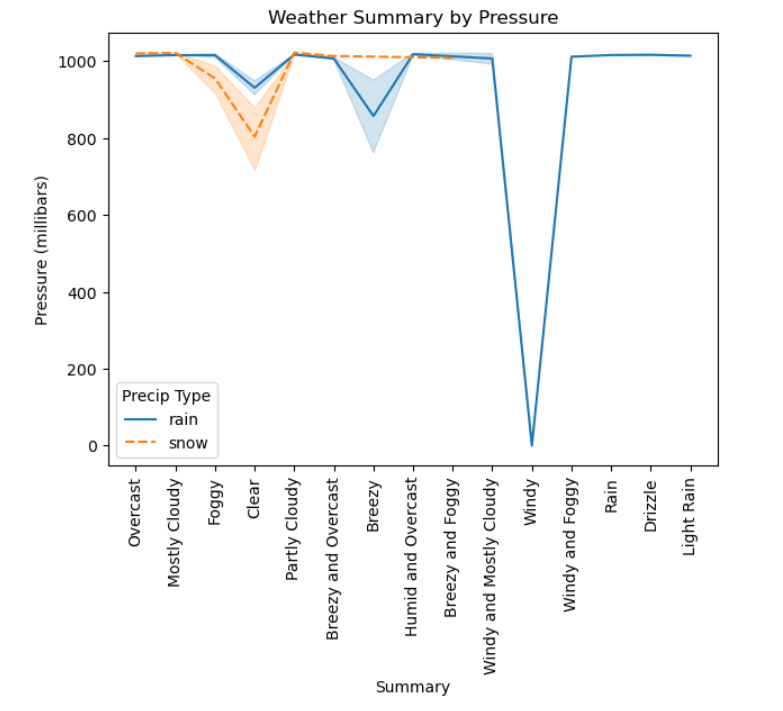 Weather Summary by Pressure
Pressure (millibars)
1000
800
600
400
200
0
Precip Type
rain
snow
Overcast
Mostly Cloudy
Foggy
Clear
Partly Cloudy
Breezy and Overcast
Breezy
Humid and Overcast
Breezy and Foggy
Windy and Mostly Cloudy
Windy
Windy and Foggy
Rain
Drizzle
Light Rain
Summary